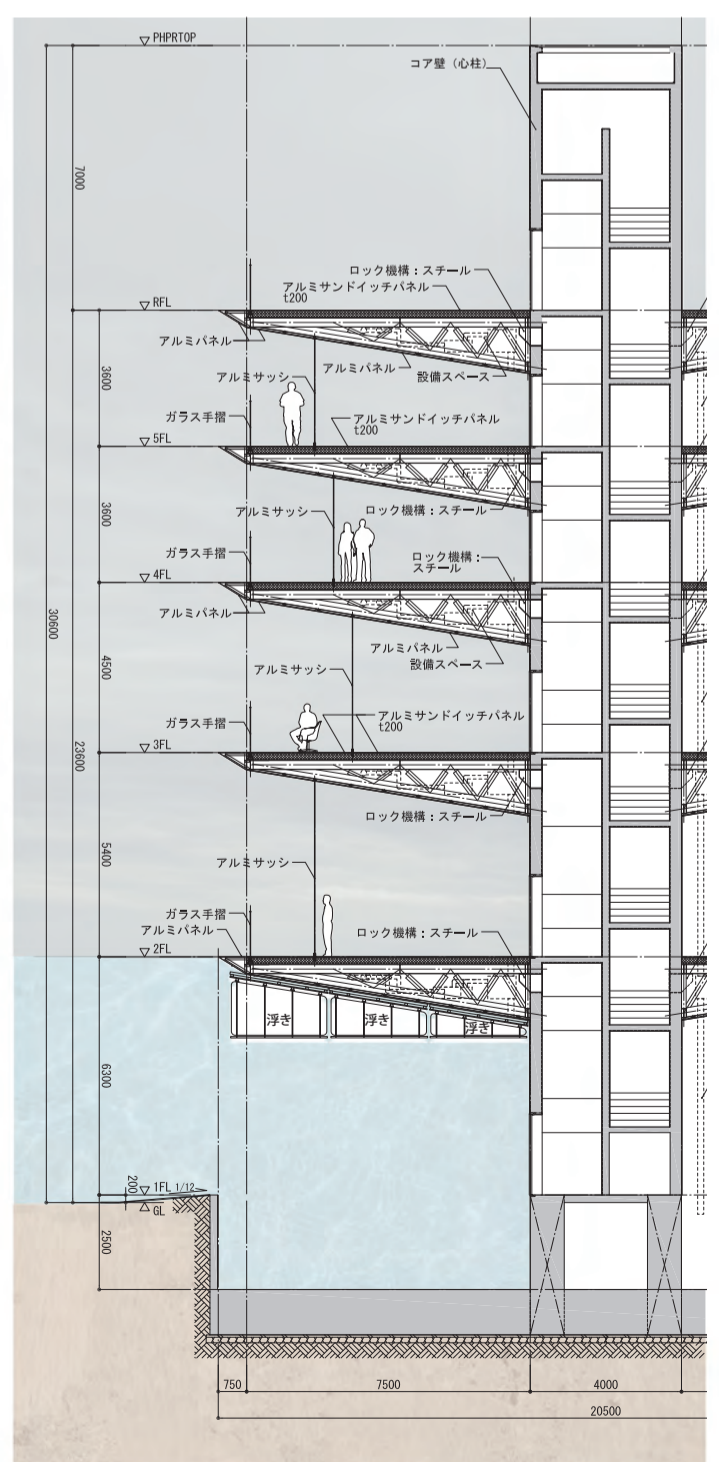 PHPRTOP
コア壁（心柱）
7000
ロック機構：スチール
アルミサンドイッチパネル
t200
RFL
アルミパネル
アルミパネル
設備スペース
アルミサッシ
3600
ガラス手摺
アルミサンドイッチパネル
t200
5FL
アルミサッシ
ロック機構：スチール
3600
ガラス手摺
ロック機構：
スチール
4FL
アルミパネル
30600
アルミパネル
設備スペース
アルミサッシ
4500
ガラス手摺
アルミサンドイッチパネル
t200
3FL
23600
ロック機構：スチール
アルミサッシ
5400
ガラス手摺
アルミパネル
ロック機構：スチール
2FL
浮き
浮き
浮き
6300
200
1FL 1/12
GL
2500
750
7500
4000
20500